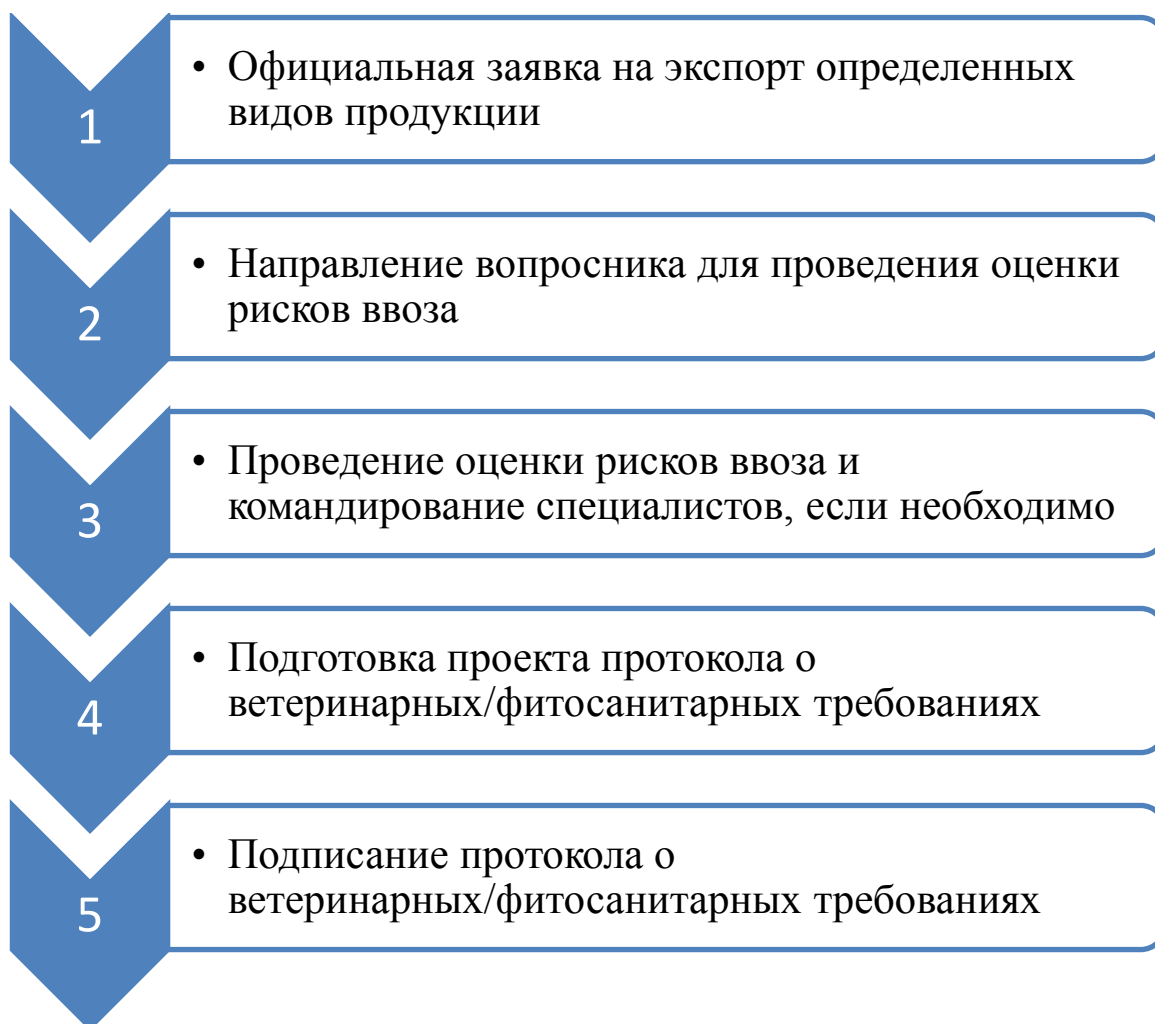 1
• Официальная заявка на экспорт определенных
видов продукции
2
• Направление вопросника для проведения оценки
рисков ввоза
3
• Проведение оценки рисков ввоза и
командирование специалистов, если необходимо
4
• Подготовка проекта протокола о
ветеринарных/фитосанитарных требованиях
5
• Подписание протокола о
ветеринарных/фитосанитарных требованиях